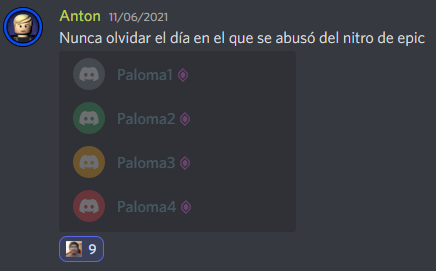 Anton 11/06/2021
Nunca olvidar el día en el que se abusó del nitro de epic
Paloma1
Paloma2
Paloma3
Paloma4
9